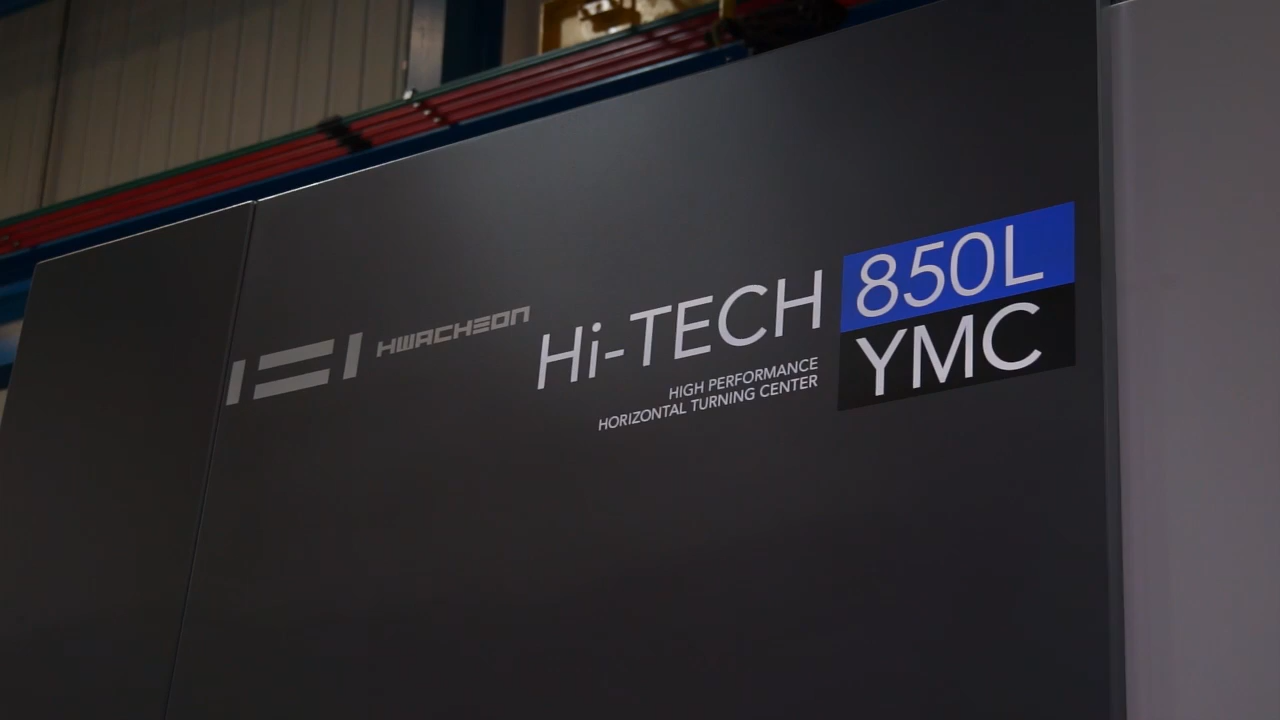 HWACHEON
Hi-TECH
HIGH PERFORMANCE
HORIZONTAL TURNING CENTER
850L
YMC